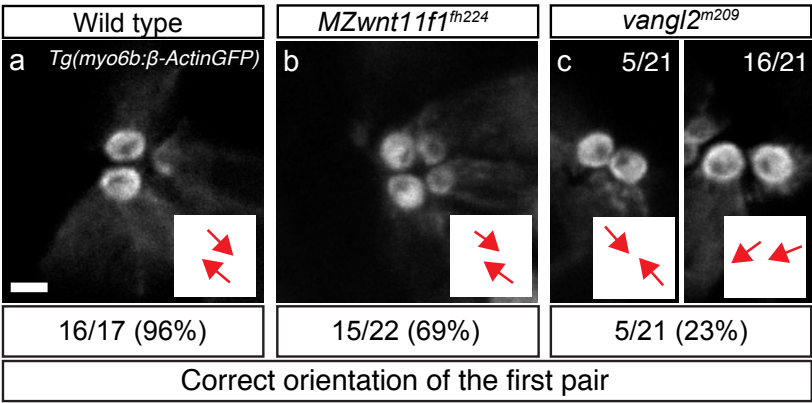 Wild type
MZwnt11f1fh224
vangl2m209
a
Tg(myo6b:β-ActinGFP)
b
c
5/21
16/21
16/17 (96%)
15/22 (69%)
5/21 (23%)
Correct orientation of the first pair